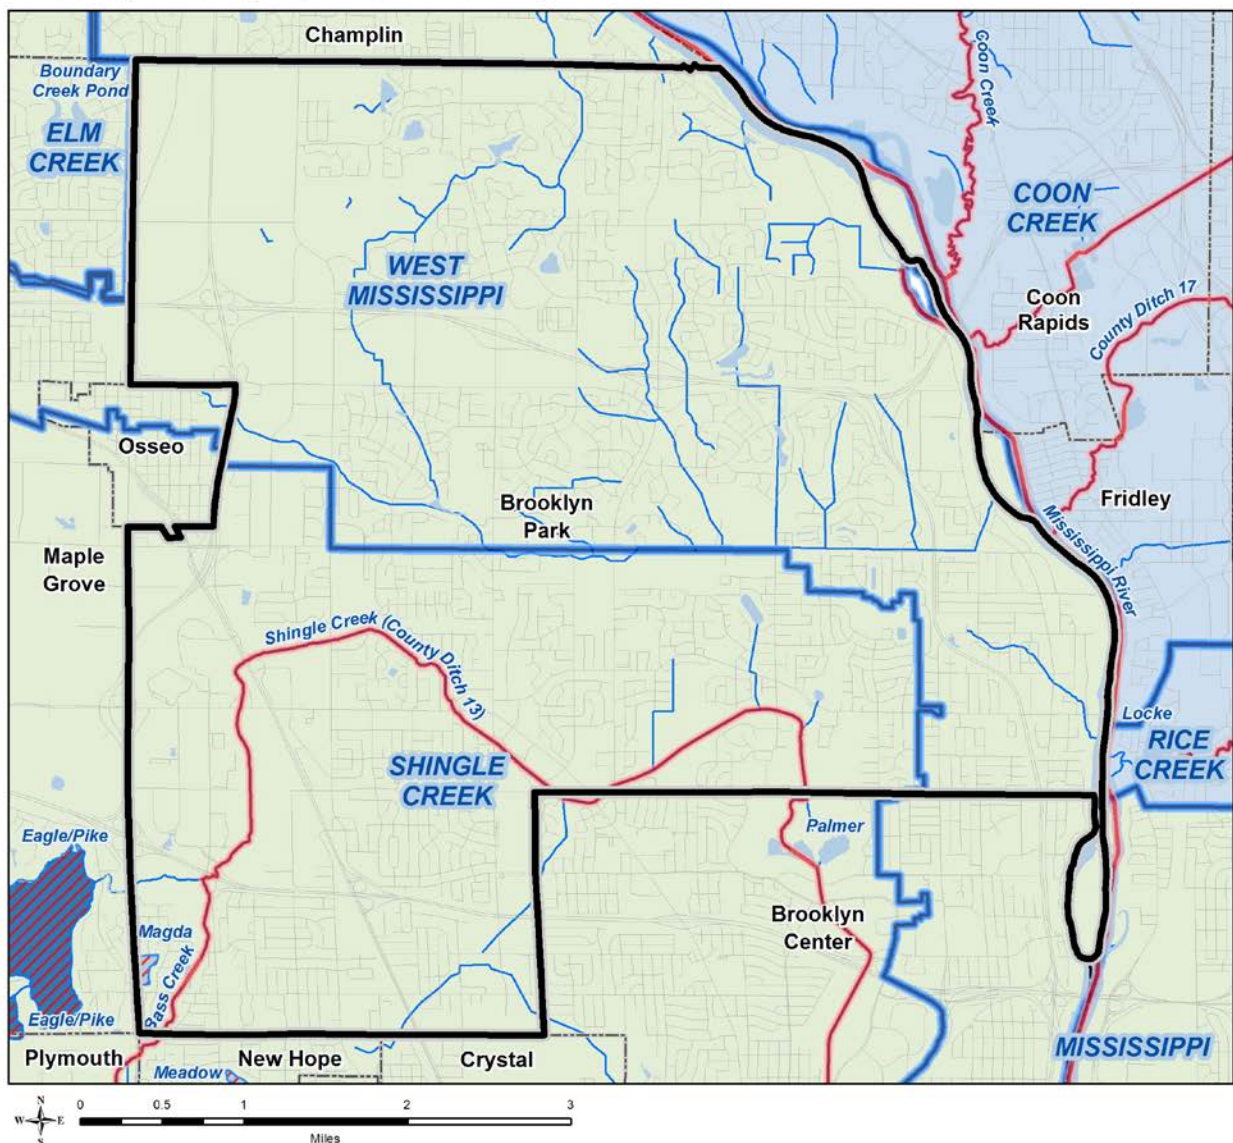 Champlin
Boundary
Creek Pond
ELM
CREEK
Coon Creek
COON
CREEK
WEST
MISSISSIPPI
Coon
Rapids
County Ditch 17
Osseo
Brooklyn
Park
Fridley
Mississippi River
Maple
Grove
Shingle Creek (County Ditch 13)
Locke
RICE
CREEK
SHINGLE
CREEK
Eagle/Pike
Palmer
Magda
Brooklyn
Center
Bass Creek
Eagle/Pike
Plymouth
New Hope
Crystal
MISSISSIPPI
Meadow
N
W E
S
0 0.5 1 2 3
Miles